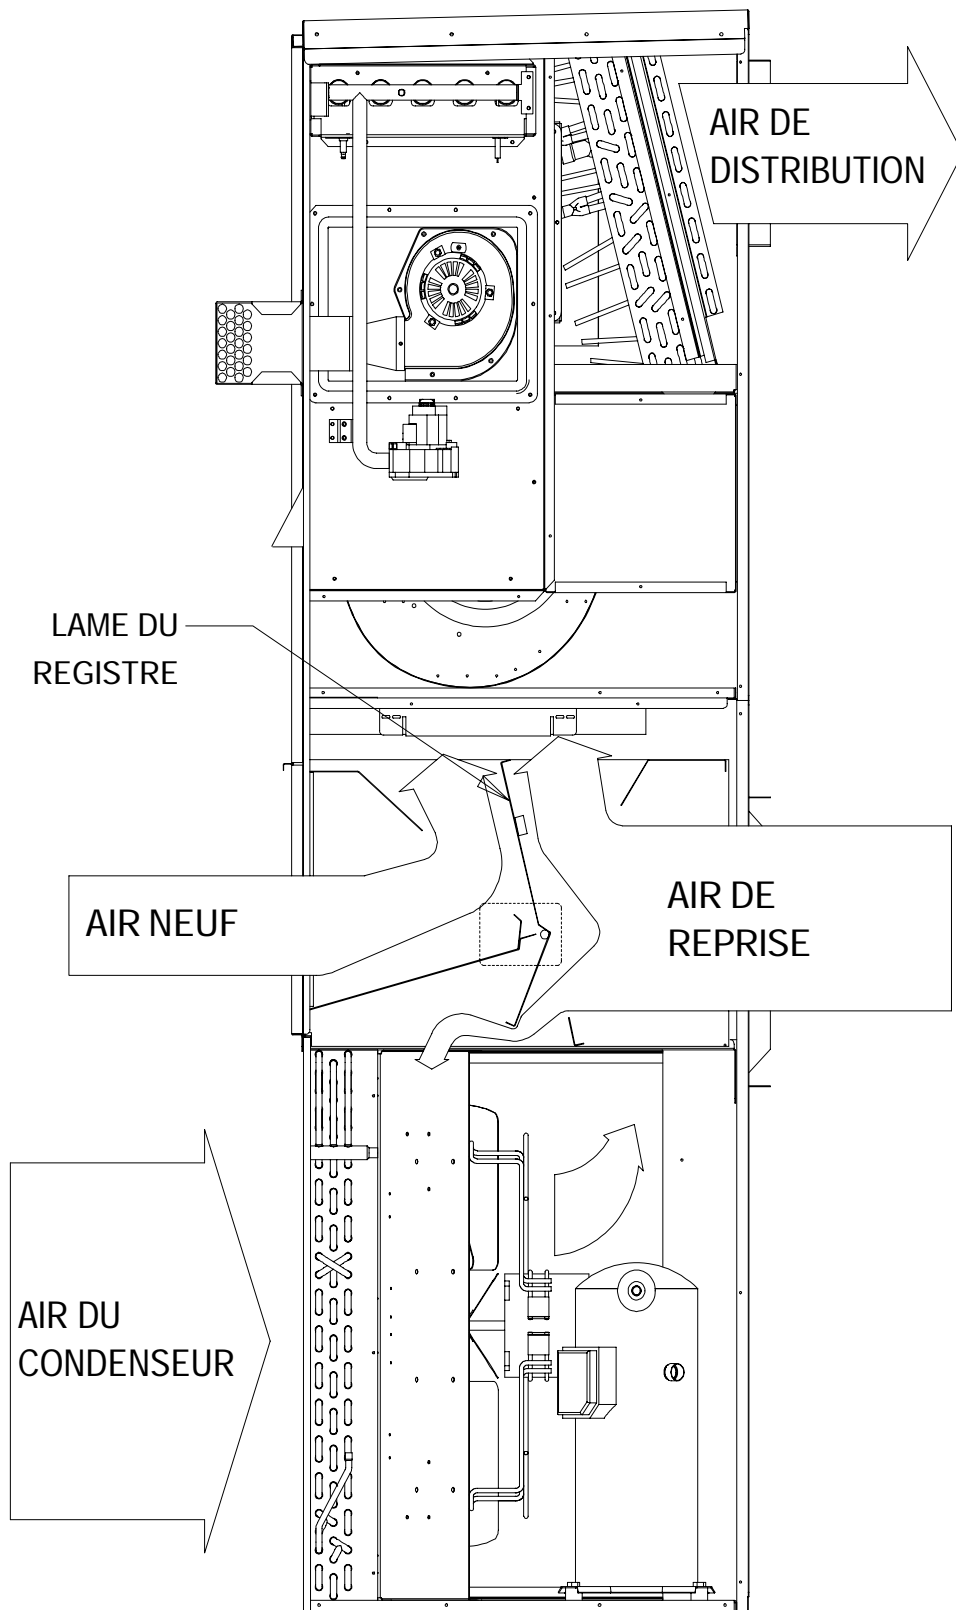 AIR DE
DISTRIBUTION
LAME DU
REGISTRE
AIR NEUF
AIR DE
REPRISE
AIR DU
CONDENSEUR